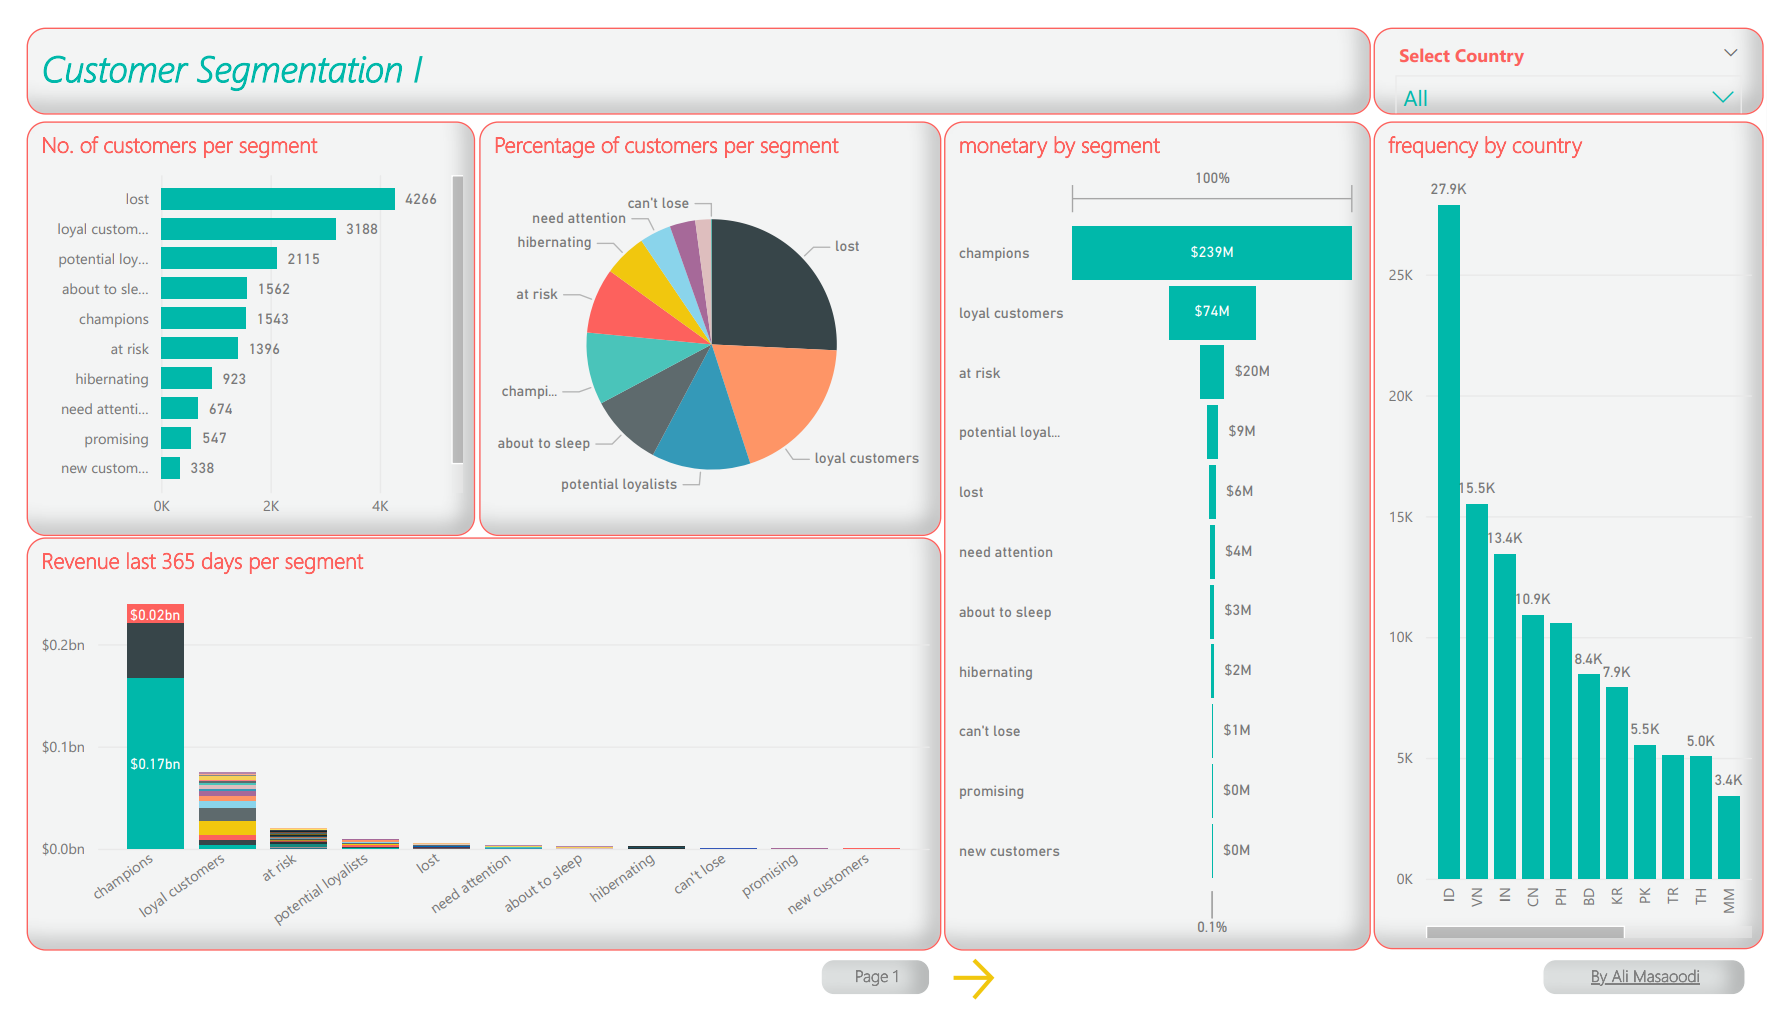 Customer Segmentation I
Select Country
All
No. of customers per segment
lost 4266
loyal custom... 3188
potential loy... 2115
about to sle... 1562
champions 1543
at risk 1396
hibernating 923
need attenti... 674
promising 547
new custom... 338
0K 2K 4K
Percentage of customers per segment
can't lose
need attention
hibernating
lost
at risk
champi...
about to sleep
loyal customers
potential loyalists
monetary by segment
100%
champions $239M
loyal customers $74M
at risk $20M
potential loyal... $9M
lost $6M
need attention $4M
about to sleep $3M
hibernating $2M
can't lose $1M
promising $0M
new customers $0M
0.1%
frequency by country
27.9K
25K
20K
15.5K
15K
13.4K
10.9K
10K
8.4K
7.9K
5.5K
5.0K
5K
3.4K
0K
ID VN IN CN PH BD KR PK TR TH MM
Revenue last 365 days per segment
$0.02bn
$0.2bn
$0.17bn
$0.1bn
$0.0bn
champions loyal customers at risk potential loyalists lost need attention about to sleep hibernating can't lose promising new customers
Page 1
By Ali Masaoodi